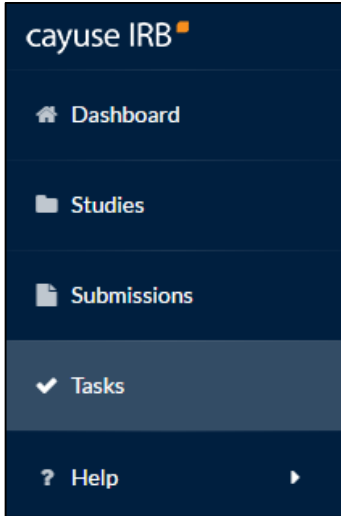 cayuse IRB
Dashboard
Studies
Submissions
Tasks
? Help